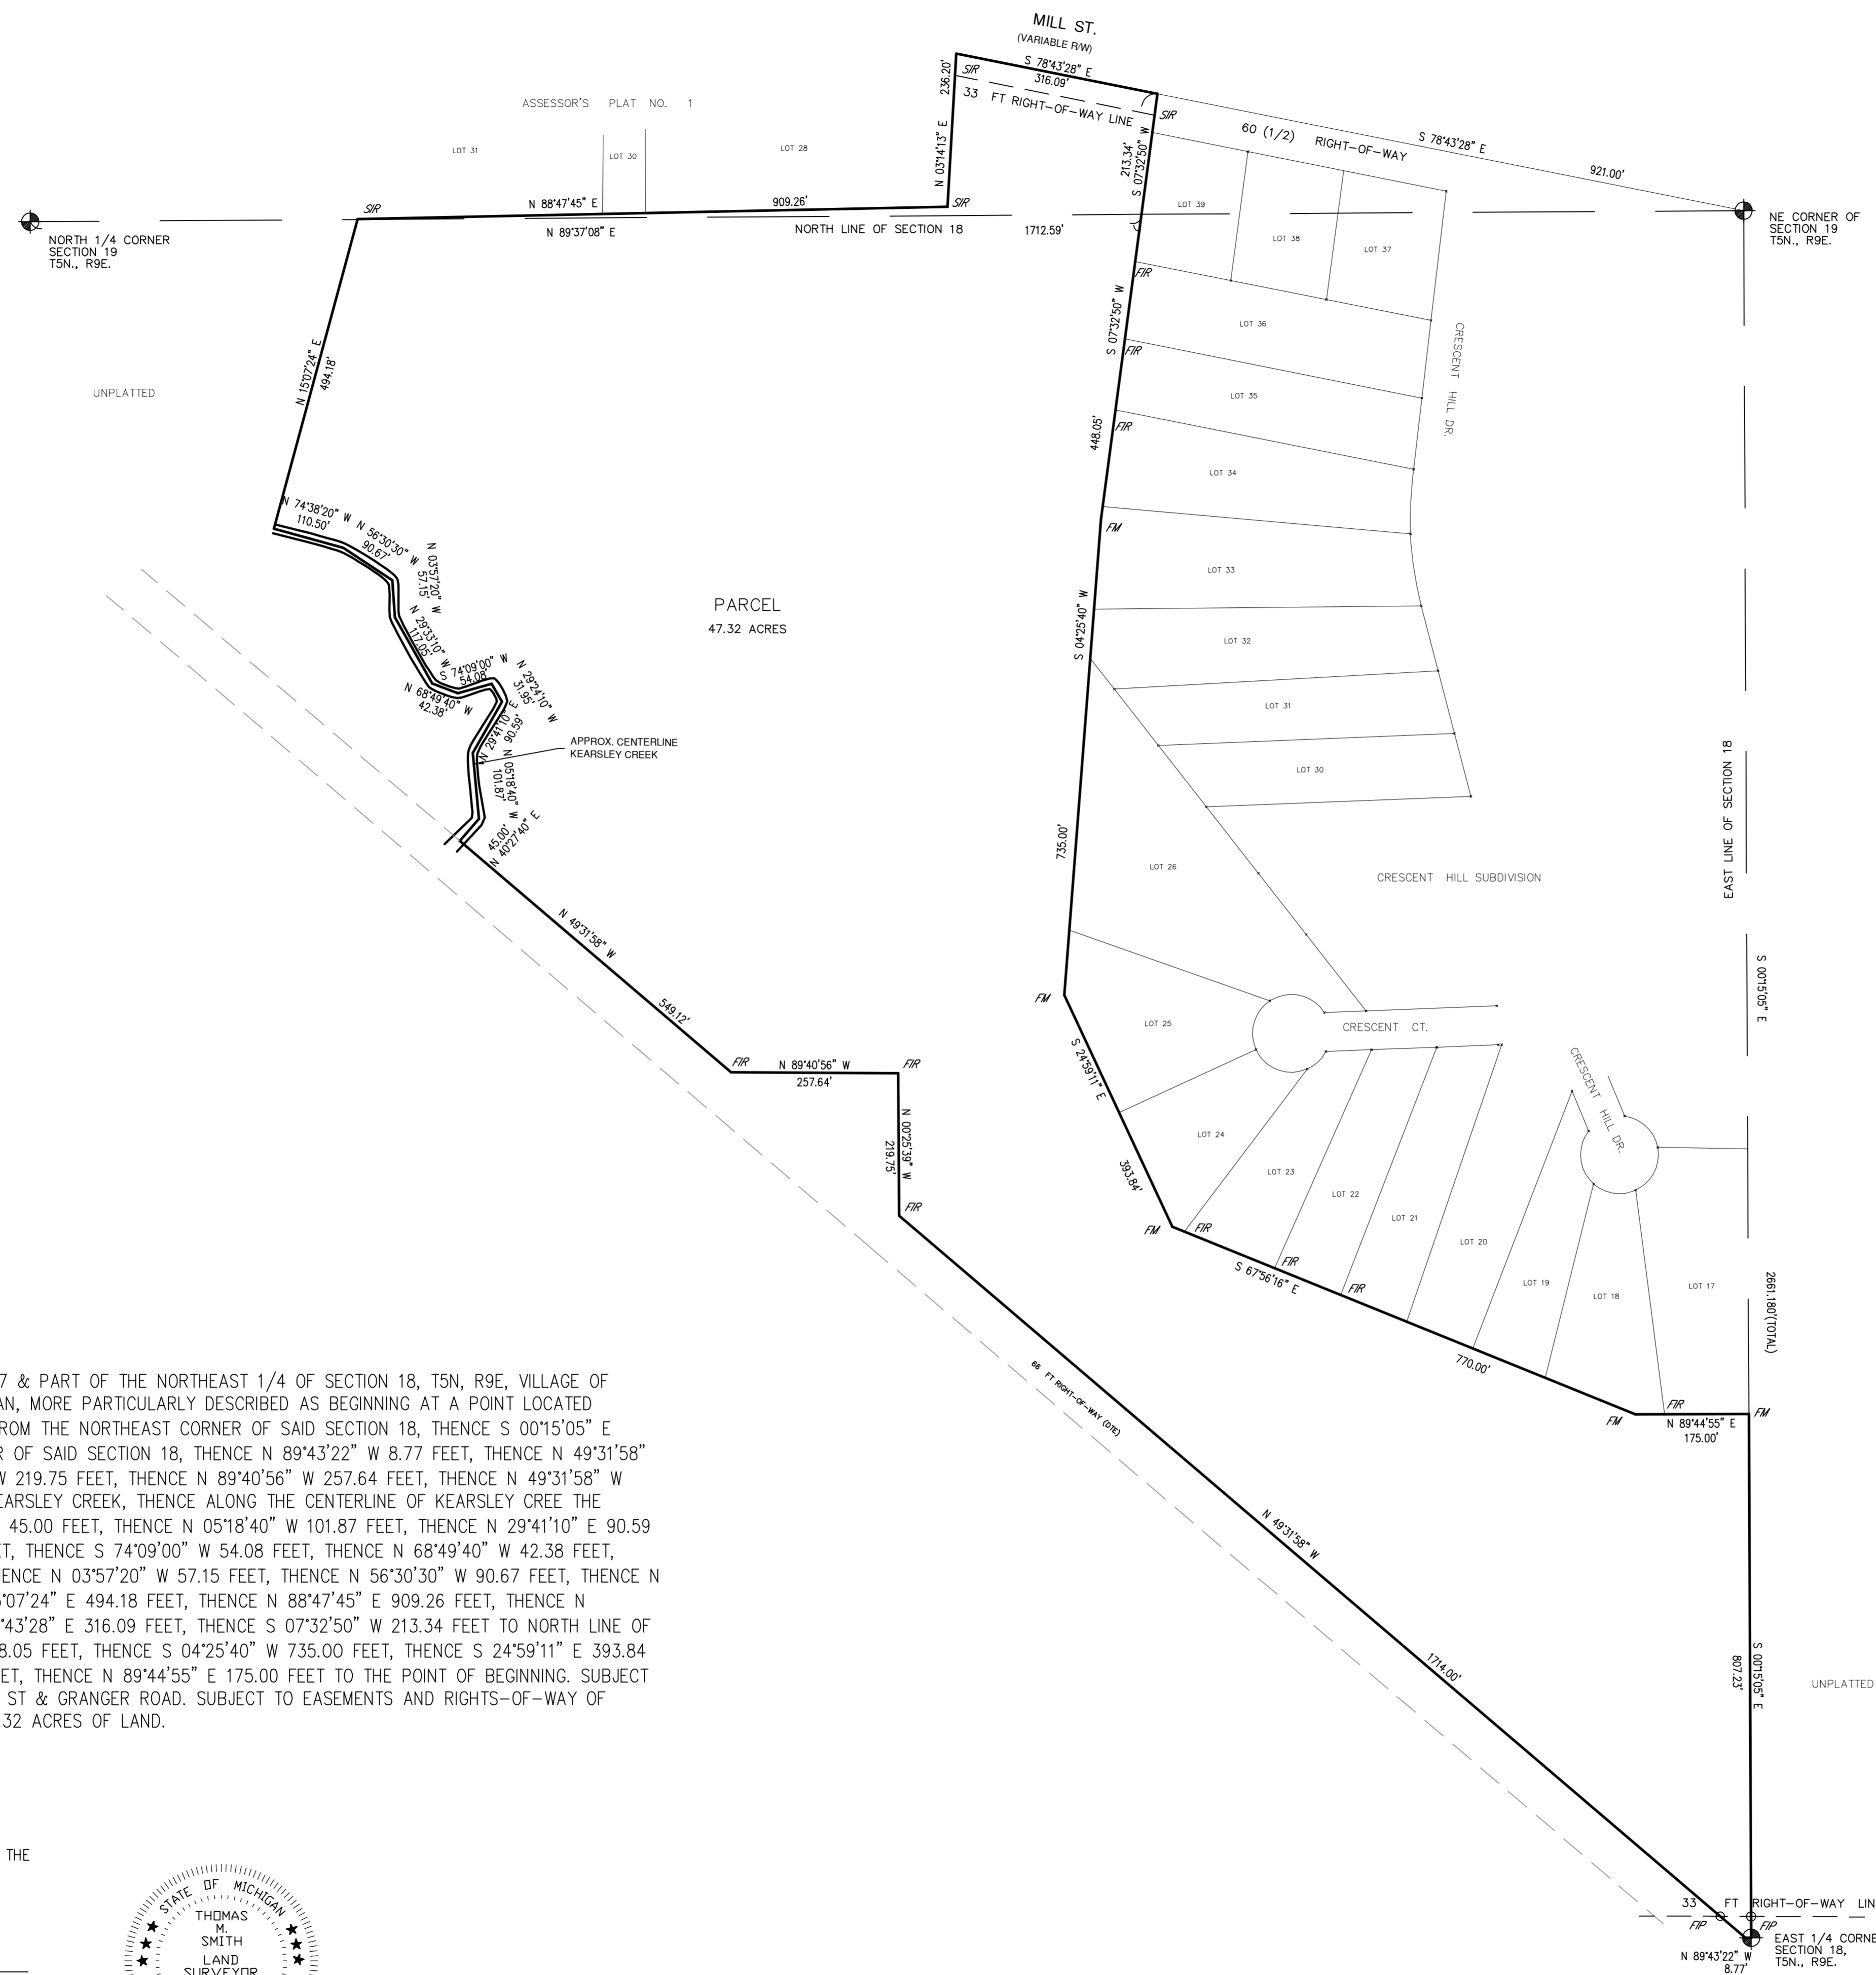 MILL ST.
(VARIABLE R/W)
S 78°43'28" E
316.09'
SIR
33 FT RIGHT-OF-WAY LINE
SIR
236.20'
N 03°14'13" E
SIR
213.34'
S 07°32'50" W
60 (1/2) RIGHT-OF-WAY
S 78°43'28" E
921.00'
ASSESSOR'S PLAT NO. 1
LOT 31
LOT 30
LOT 28
SIR
N 88°47'45" E
909.26'
N 89°37'08" E
NORTH LINE OF SECTION 18
1712.59'
NORTH 1/4 CORNER
SECTION 19
T5N., R9E.
NE CORNER OF
SECTION 19
T5N., R9E.
LOT 39
LOT 38
LOT 37
FIR
LOT 36
S 07°32'50" W
FIR
LOT 35
FIR
448.05'
LOT 34
FM
LOT 33
LOT 32
LOT 31
LOT 30
CRESCENT HILL DR.
N 15°07'24" E
494.18'
UNPLATTED
N 74°38'20" W
110.50'
N 56°30'30" W
90.67'
N 03°57'20" W
57.15'
N 29°33'10" W
117.05'
S 74°09'00" W
54.08'
N 68°49'40" W
42.38'
N 29°24'10" W
31.95'
N 29°41'10" E
90.59'
N 05°18'40" W
101.87'
45.00'
N 40°27'40" E
APPROX. CENTERLINE
KEARSLEY CREEK
PARCEL
47.32 ACRES
S 04°25'40" W
735.00'
LOT 26
CRESCENT HILL SUBDIVISION
EAST LINE OF SECTION 18
S 00°15'05" E
2661.180'(TOTAL)
FM
LOT 25
CRESCENT CT.
CRESCENT HILL DR.
S 24°59'11" E
393.84'
LOT 24
LOT 23
LOT 22
LOT 21
LOT 20
LOT 19
LOT 18
LOT 17
FM
FIR
FIR
FIR
S 67°56'16" E
770.00'
FM
FIR
FM
N 89°44'55" E
175.00'
N 49°31'58" W
549.12'
FIR
N 89°40'56" W
257.64'
FIR
N 00°25'39" W
219.75'
FIR
66 FT RIGHT-OF-WAY (DTE)
N 49°31'58" W
1714.00'
S 00°15'05" E
807.23'
UNPLATTED
33 FT RIGHT-OF-WAY LIN
FIP
FIP
EAST 1/4 CORNE
SECTION 18,
T5N., R9E.
N 89°43'22" W
8.77'
7 & PART OF THE NORTHEAST 1/4 OF SECTION 18, T5N, R9E, VILLAGE OF
AN, MORE PARTICULARLY DESCRIBED AS BEGINNING AT A POINT LOCATED
ROM THE NORTHEAST CORNER OF SAID SECTION 18, THENCE S 00°15'05" E
R OF SAID SECTION 18, THENCE N 89°43'22" W 8.77 FEET, THENCE N 49°31'58"
W 219.75 FEET, THENCE N 89°40'56" W 257.64 FEET, THENCE N 49°31'58" W
EARSLEY CREEK, THENCE ALONG THE CENTERLINE OF KEARSLEY CREE THE
45.00 FEET, THENCE N 05°18'40" W 101.87 FEET, THENCE N 29°41'10" E 90.59
ET, THENCE S 74°09'00" W 54.08 FEET, THENCE N 68°49'40" W 42.38 FEET,
ENCE N 03°57'20" W 57.15 FEET, THENCE N 56°30'30" W 90.67 FEET, THENCE N
5°07'24" E 494.18 FEET, THENCE N 88°47'45" E 909.26 FEET, THENCE N
°43'28" E 316.09 FEET, THENCE S 07°32'50" W 213.34 FEET TO NORTH LINE OF
8.05 FEET, THENCE S 04°25'40" W 735.00 FEET, THENCE S 24°59'11" E 393.84
EET, THENCE N 89°44'55" E 175.00 FEET TO THE POINT OF BEGINNING. SUBJECT
ST & GRANGER ROAD. SUBJECT TO EASEMENTS AND RIGHTS-OF-WAY OF
.32 ACRES OF LAND.
THE
STATE OF MICHIGAN
THOMAS
M.
SMITH
LAND
SURVEYOR